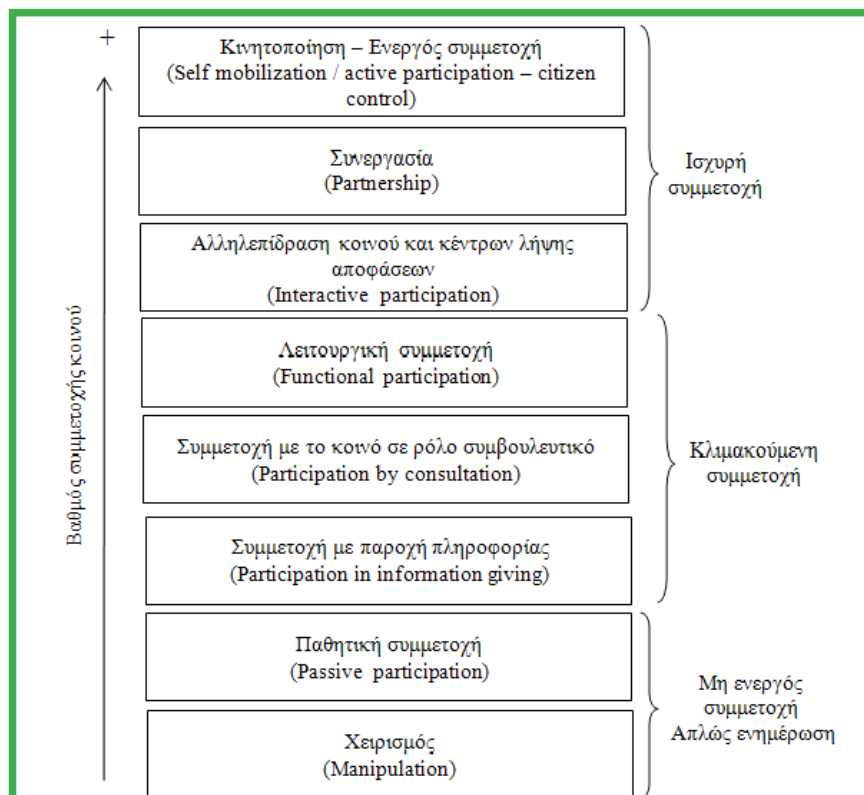 +
Κινητοποίηση – Ενεργός συμμετοχή
(Self mobilization / active participation – citizen
control)
Συνεργασία
(Partnership)
Ισχυρή
συμμετοχή
Αλληλεπίδραση κοινού και κέντρων λήψης
αποφάσεων
(Interactive participation)
Βαθμός συμμετοχής κοινού
Λειτουργική συμμετοχή
(Functional participation)
Συμμετοχή με το κοινό σε ρόλο συμβουλευτικό
(Participation by consultation)
Κλιμακούμενη
συμμετοχή
Συμμετοχή με παροχή πληροφορίας
(Participation in information giving)
Παθητική συμμετοχή
(Passive participation)
Μη ενεργός
συμμετοχή
Απλώς ενημέρωση
Χειρισμός
(Manipulation)